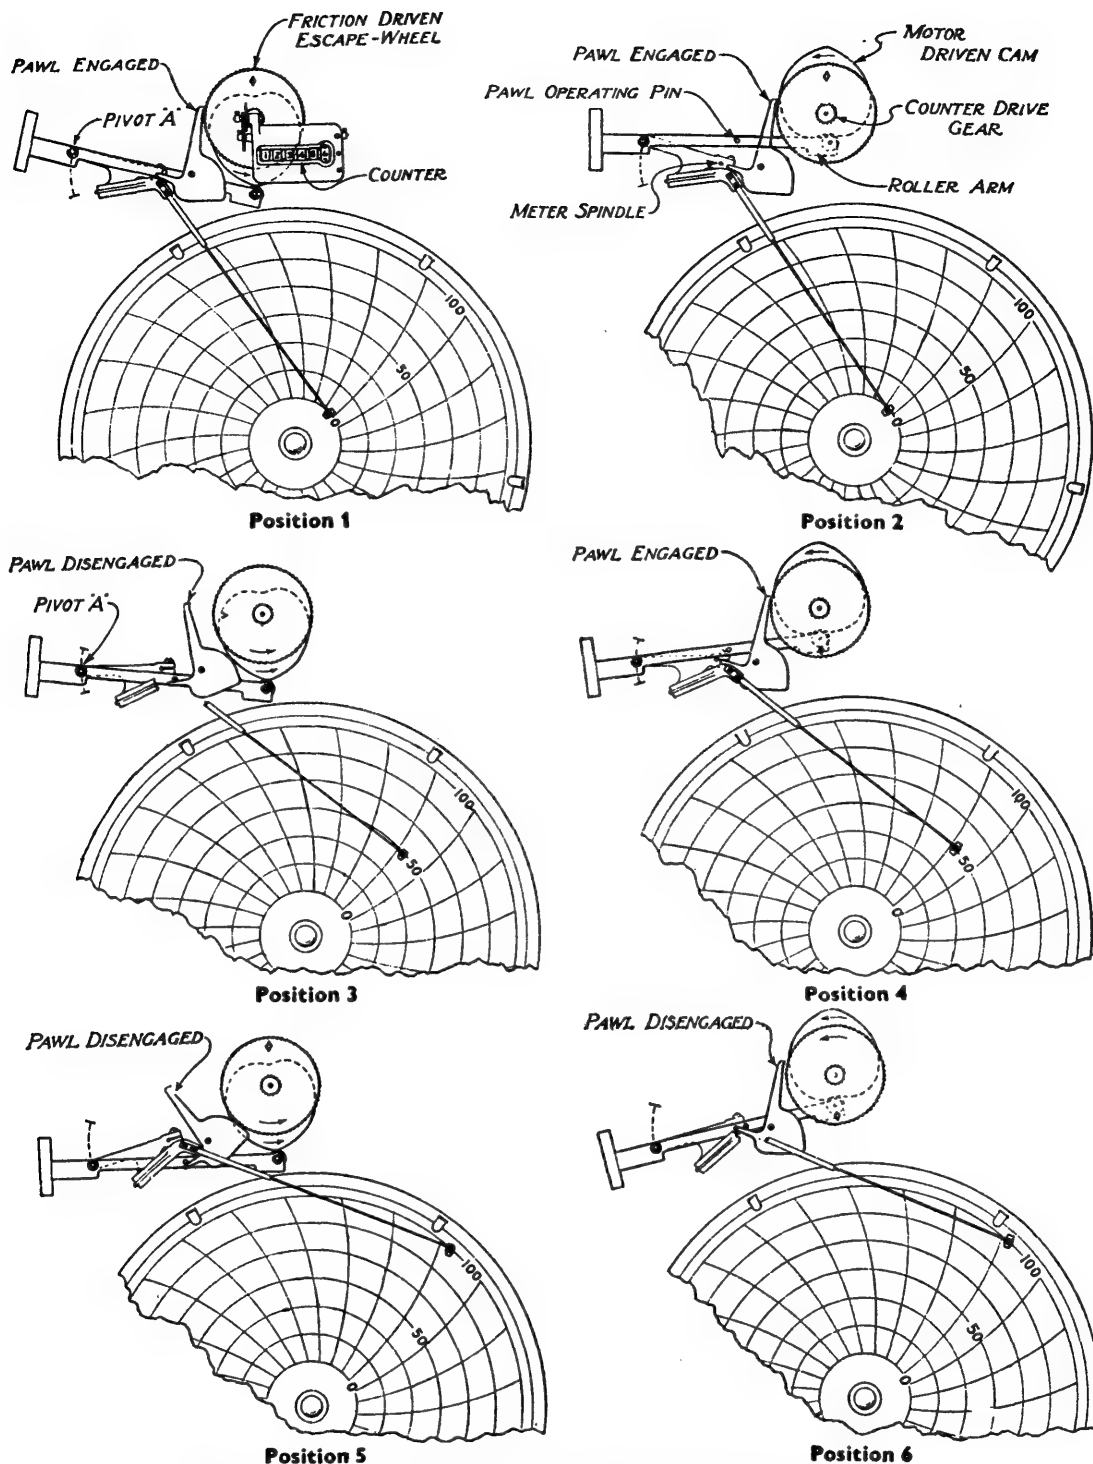 FRICTION DRIVEN
ESCAPE-WHEEL
PAWL ENGAGED
PIVOT "A"
COUNTER
100
50
0
Position 1
MOTOR
DRIVEN CAM
PAWL ENGAGED
PAWL OPERATING PIN
COUNTER DRIVE
GEAR
ROLLER ARM
METER SPINDLE
100
50
0
Position 2
PAWL DISENGAGED
PIVOT "A"
100
50
0
Position 3
PAWL ENGAGED
100
50
0
Position 4
PAWL DISENGAGED
100
50
0
Position 5
PAWL DISENGAGED
100
50
0
Position 6